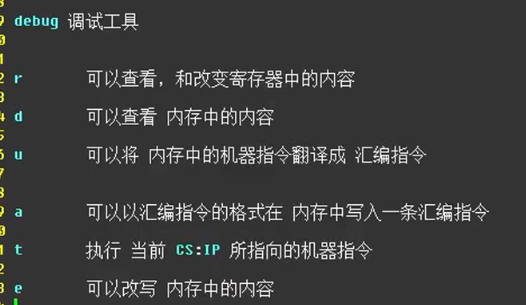 debug 调试工具
r 可以查看，和改变寄存器中的内容
d 可以查看 内存中的内容
u 可以将 内存中的机器指令翻译成 汇编指令
a 可以以汇编指令的格式在 内存中写入一条汇编指令
t 执行 当前 CS:IP 所指向的机器指令
e 可以改写 内存中的内容